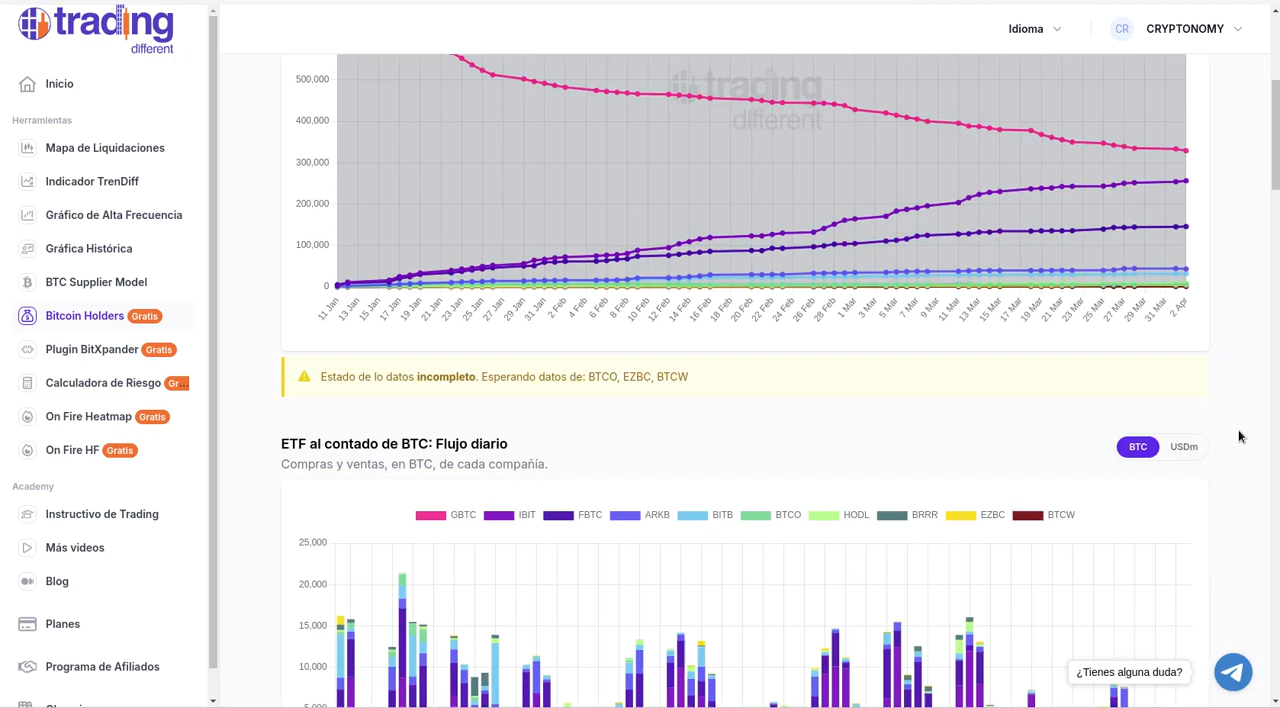 trading
different
Idioma
CR
CRYPTONOMY
Inicio
Herramientas
Mapa de Liquidaciones
Indicador TrenDiff
Gráfico de Alta Frecuencia
Gráfica Histórica
BTC Supplier Model
Bitcoin Holders Gratis
Plugin BitXpander Gratis
Calculadora de Riesgo Gr...
On Fire Heatmap Gratis
On Fire HF Gratis
Academy
Instructivo de Trading
Más videos
Blog
Planes
Programa de Afiliados
trading
different
500,000
400,000
300,000
200,000
100,000
0
11 Jan 13 Jan 15 Jan 17 Jan 19 Jan 21 Jan 23 Jan 25 Jan 27 Jan 29 Jan 31 Jan 2 Feb 4 Feb 6 Feb 8 Feb 10 Feb 12 Feb 14 Feb 16 Feb 18 Feb 20 Feb 22 Feb 24 Feb 26 Feb 28 Feb 1 Mar 3 Mar 5 Mar 7 Mar 9 Mar 11 Mar 13 Mar 15 Mar 17 Mar 19 Mar 21 Mar 23 Mar 25 Mar 27 Mar 29 Mar 31 Mar 2 Apr
Estado de lo datos incompleto. Esperando datos de: BTCO, EZBC, BTCW
ETF al contado de BTC: Flujo diario
Compras y ventas, en BTC, de cada compañía.
BTC USDm
GBTC IBIT FBTC ARKB BITB BTCO HODL BRRR EZBC BTCW
25,000
20,000
15,000
10,000
5,000
¿Tienes alguna duda?